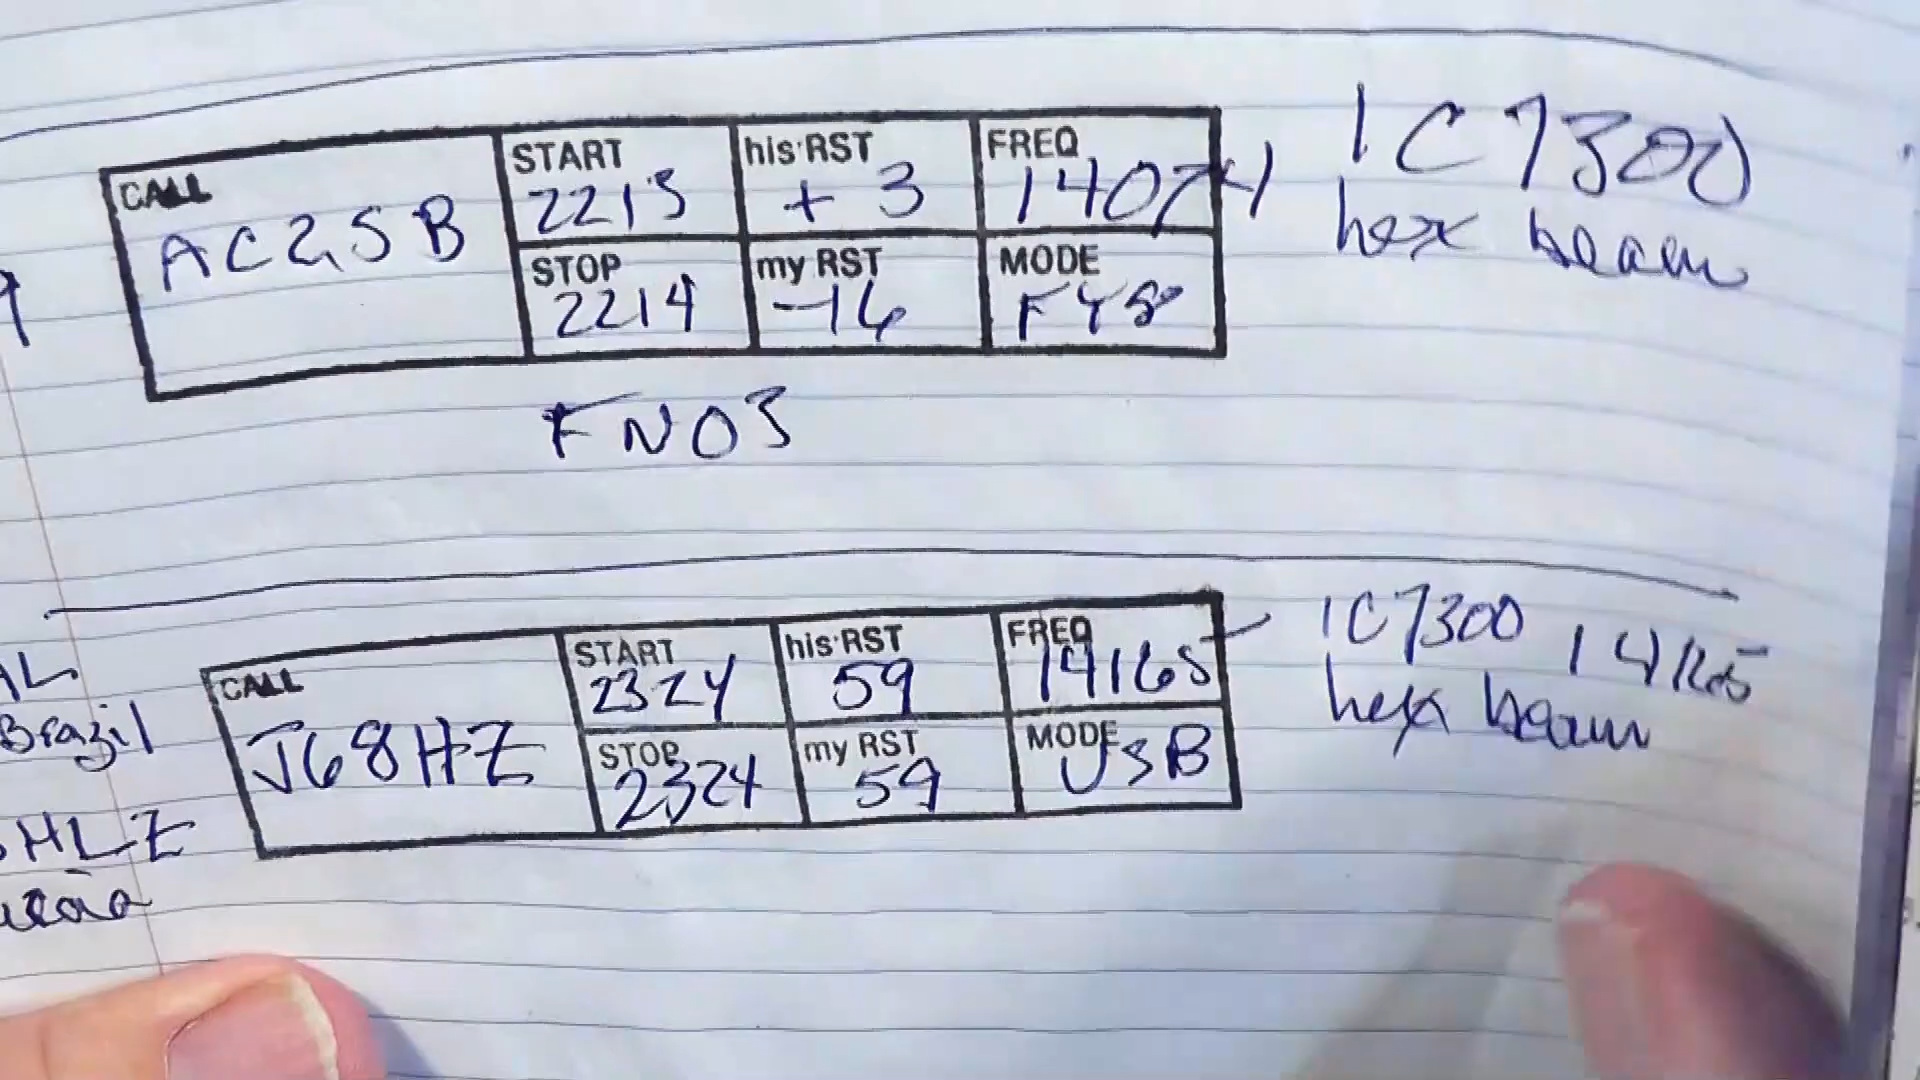 CALL START his RST FREQ
AC2SB 2213 + 3 14074
STOP my RST MODE
2214 -16 FT8
IC7300
hex beam
FN03
CALL START his RST FREQ
J68HZ 2324 59 14165
STOP my RST MODE
2324 59 USB
IC7300 14165
hex beam
AL
Brazil
HLZ